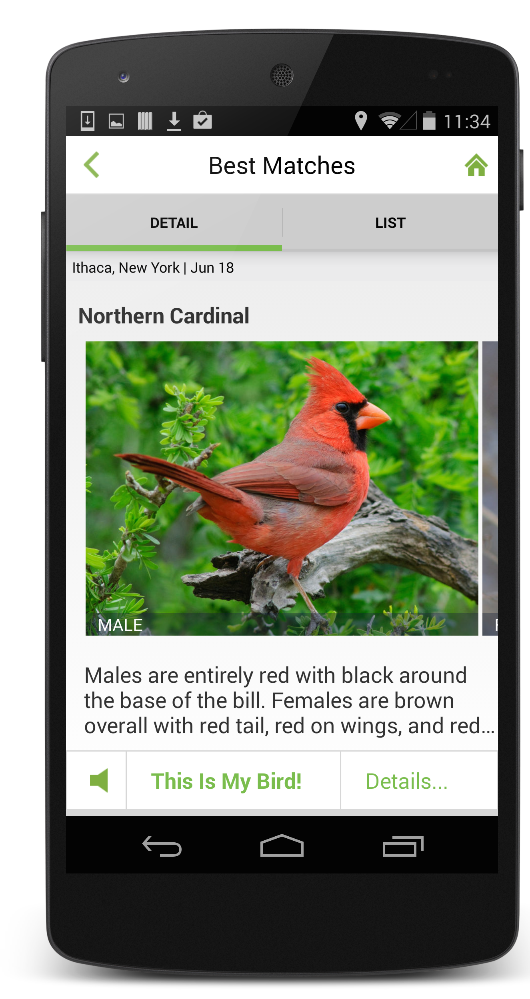 11:34
Best Matches
DETAIL
LIST
Ithaca, New York | Jun 18
Northern Cardinal
MALE
Males are entirely red with black around
the base of the bill. Females are brown
overall with red tail, red on wings, and red...
This Is My Bird!
Details...